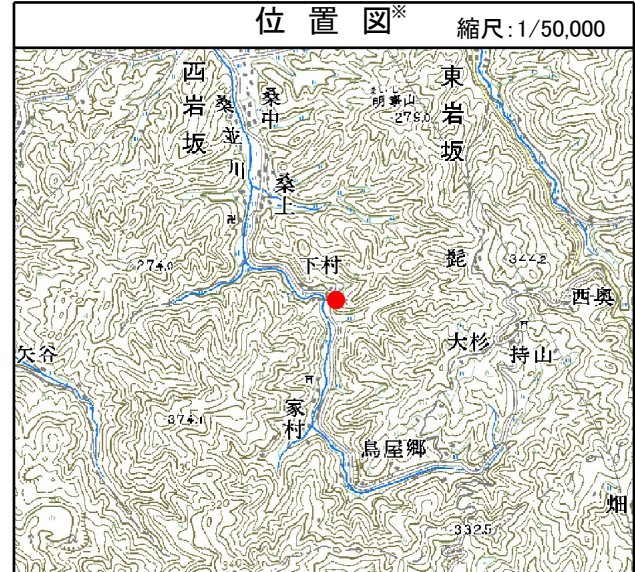 位置図※
縮尺:1/50,000
西岩坂
桑並川
桑中
桑上
279.0
東岩坂
274.0
下村
髭
344.2
西奥
矢谷
大杉
持山
374.1
家村
鳥屋郷
畑
332.5